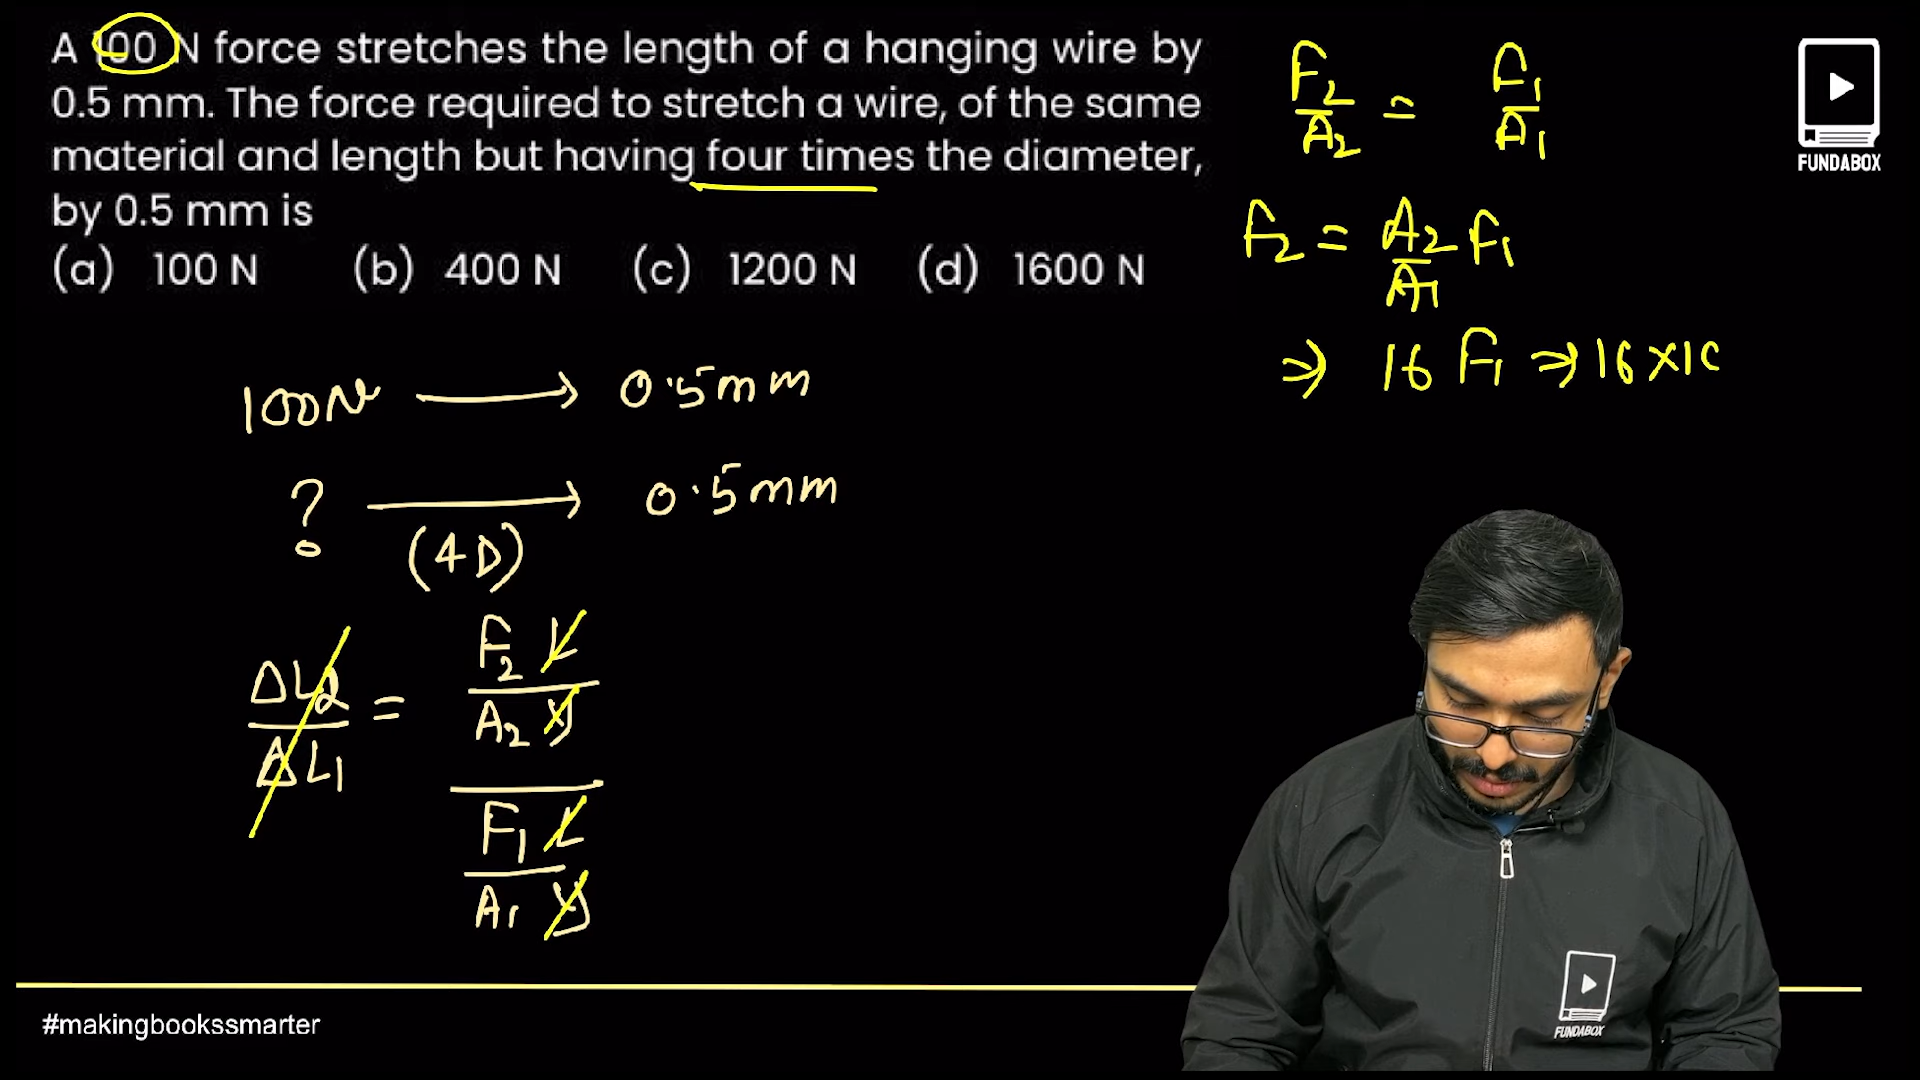 A 100 N force stretches the length of a hanging wire by
0.5 mm. The force required to stretch a wire, of the same
material and length but having four times the diameter,
by 0.5 mm is
(a) 100 N (b) 400 N (c) 1200 N (d) 1600 N
F2/A2 = F1/A1
F2 = A2/A1 F1
⇒ 16 F1 ⇒ 16 × 10
FUNDABOX
100N → 0.5mm
? → 0.5mm
(4D)
ΔL2/ΔL1 =
F2 L
A2 Y
F1 L
A1 Y
FUNDABOX
#makingbookssmarter